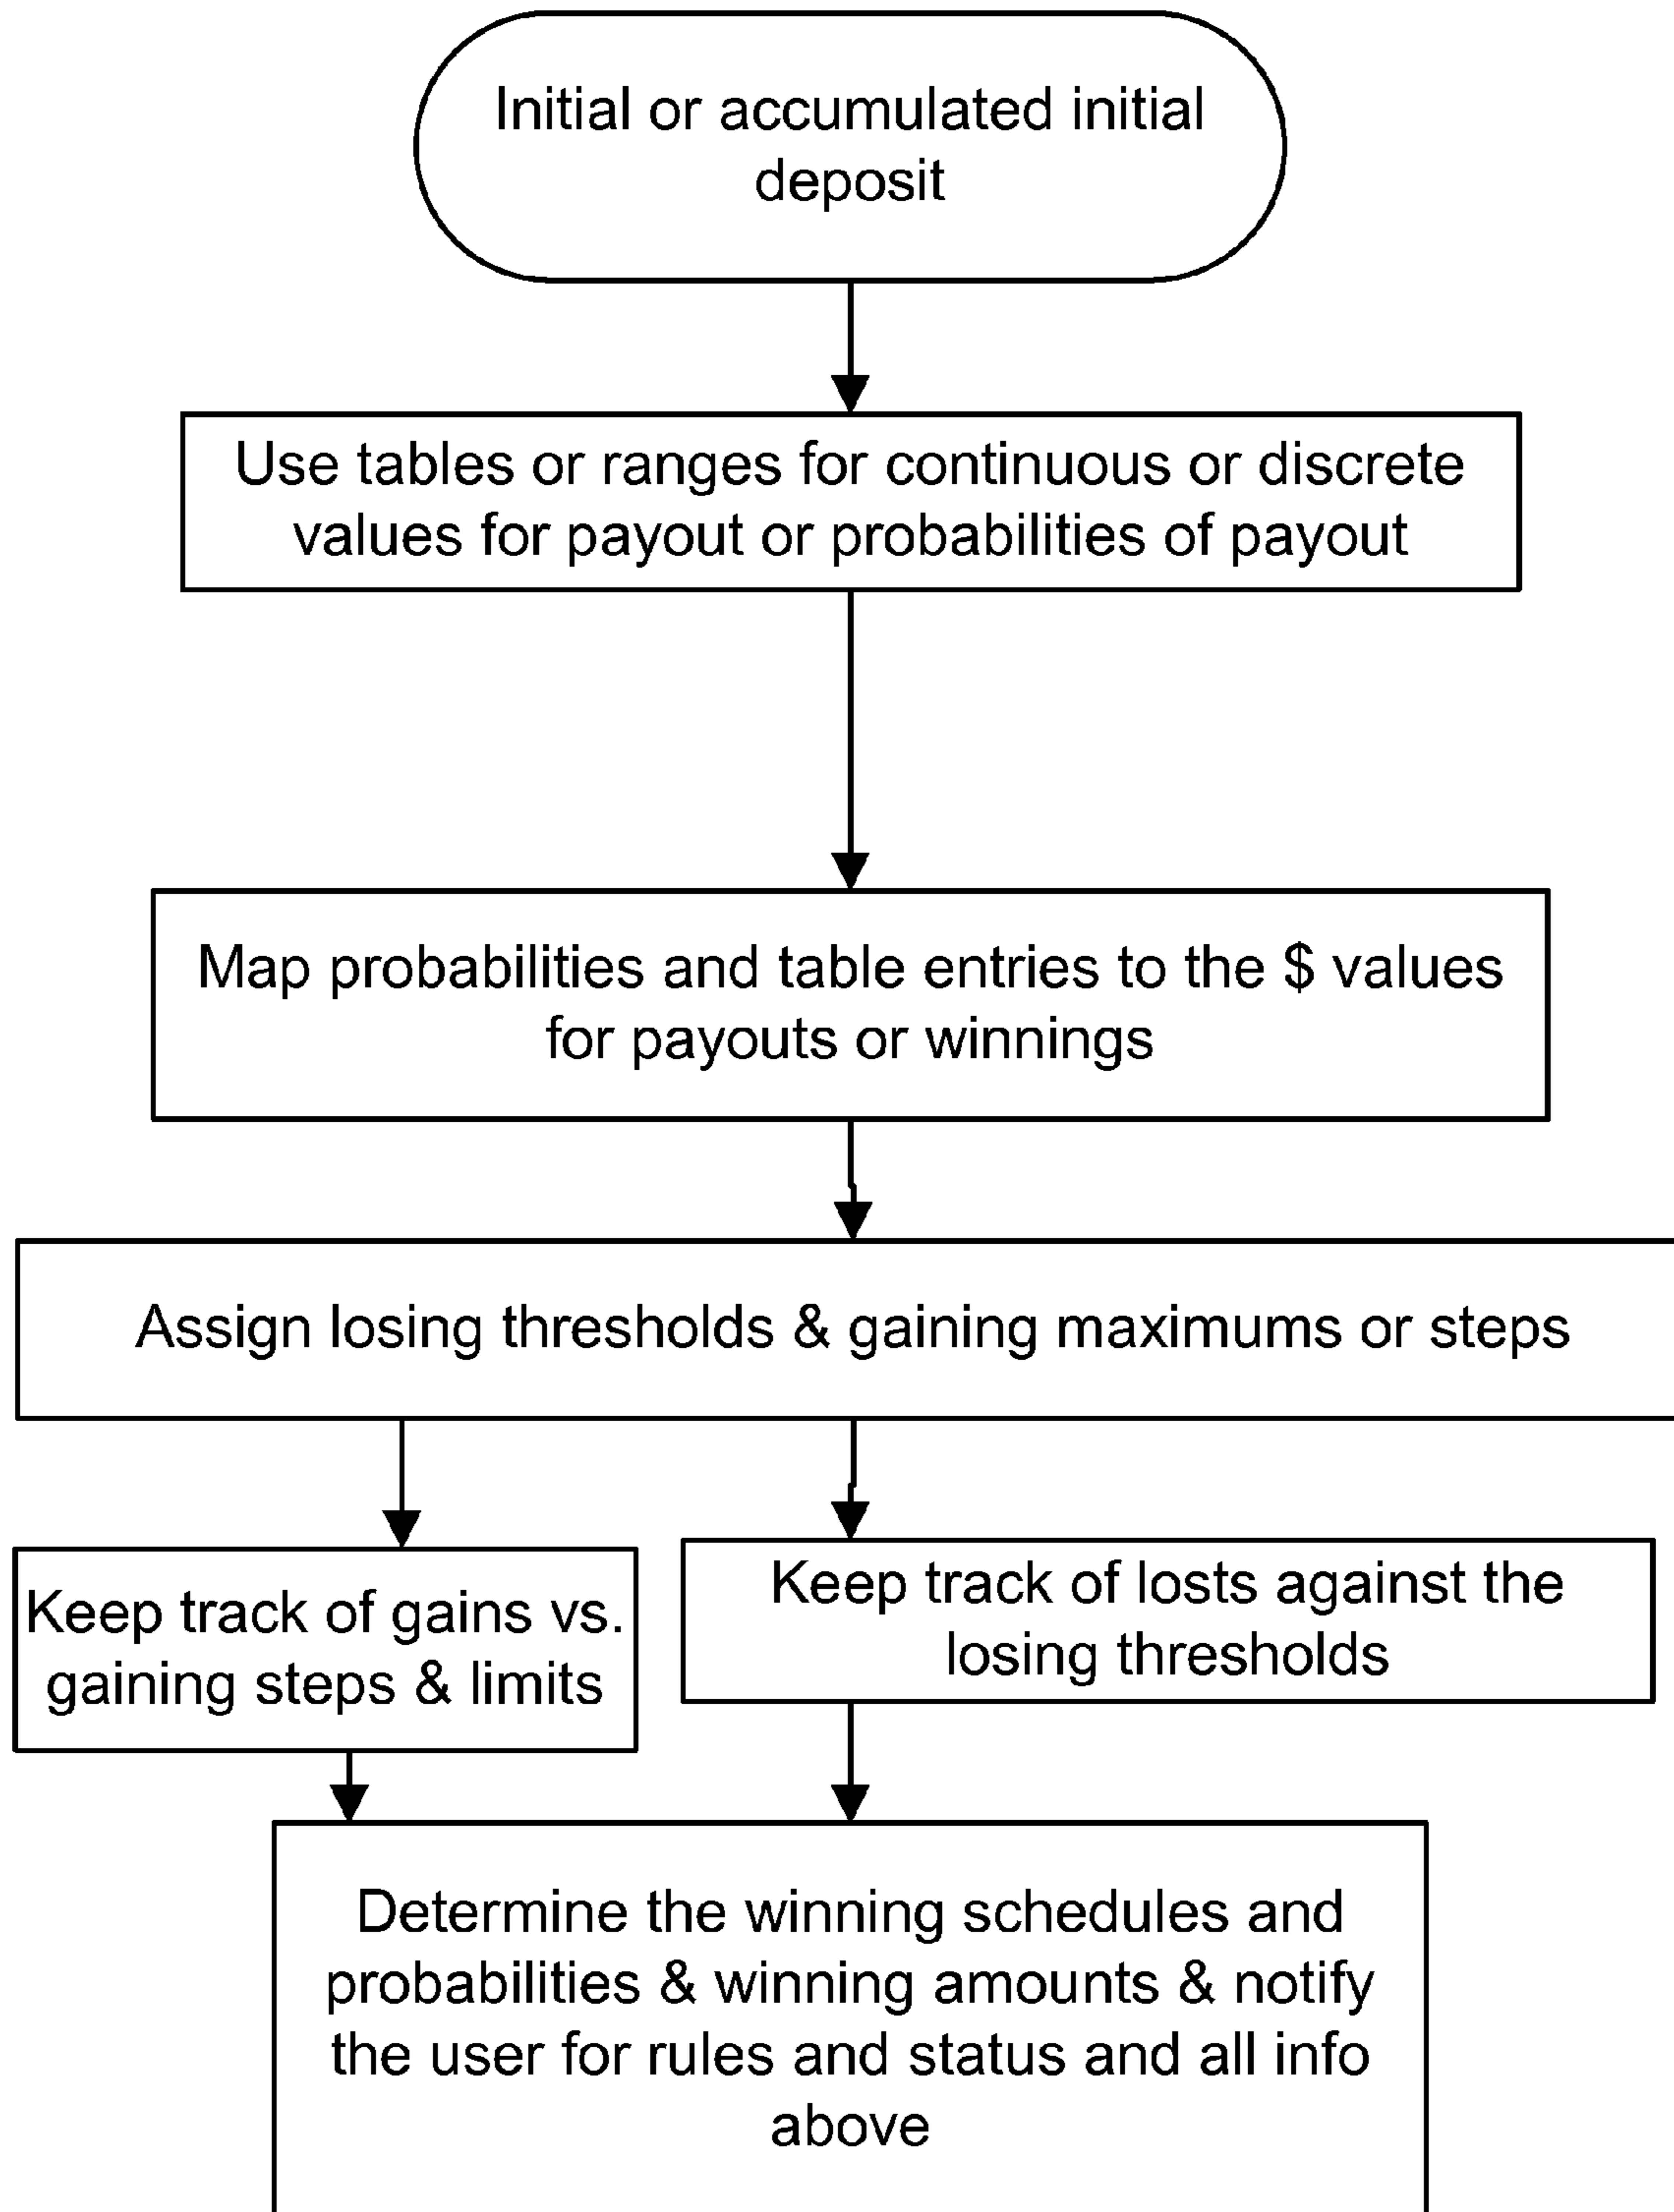 Initial or accumulated initial
deposit
Use tables or ranges for continuous or discrete
values for payout or probabilities of payout
Map probabilities and table entries to the $ values
for payouts or winnings
Assign losing thresholds & gaining maximums or steps
Keep track of gains vs.
gaining steps & limits
Keep track of losts against the
losing thresholds
Determine the winning schedules and
probabilities & winning amounts & notify
the user for rules and status and all info
above